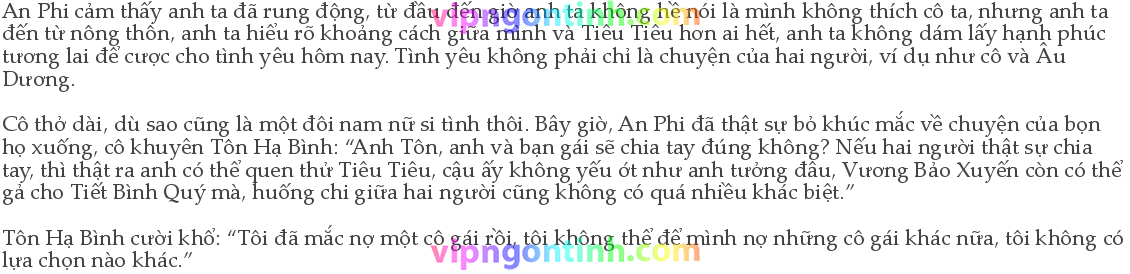 An Phi cảm thấy anh ta đã rung động, từ đầu đến giờ anh ta không hề nói là mình không thích cô ta, nhưng anh ta
đến từ nông thôn, anh ta hiểu rõ khoảng cách giữa mình và Tiêu Tiêu hơn ai hết, anh ta không dám lấy hạnh phúc
tương lai để cược cho tình yêu hôm nay. Tình yêu không phải chỉ là chuyện của hai người, ví dụ như cô và Âu
Dương.
Cô thở dài, dù sao cũng là một đôi nam nữ si tình thôi. Bây giờ, An Phi đã thật sự bỏ khúc mắc về chuyện của bọn
họ xuống, cô khuyên Tôn Hạ Bình: “Anh Tôn, anh và bạn gái sẽ chia tay đúng không? Nếu hai người thật sự chia
tay, thì thật ra anh có thể quen thử Tiêu Tiêu, cậu ấy không yếu ớt như anh tưởng đâu, Vương Bảo Xuyến còn có thể
gả cho Tiết Bình Quý mà, huống chi giữa hai người cũng không có quá nhiều khác biệt.”
Tôn Hạ Bình cười khổ: “Tôi đã mắc nợ một cô gái rồi, tôi không thể để mình nợ những cô gái khác nữa, tôi không có
lựa chọn nào khác.”
vipngontinh.com
vipngontinh.com